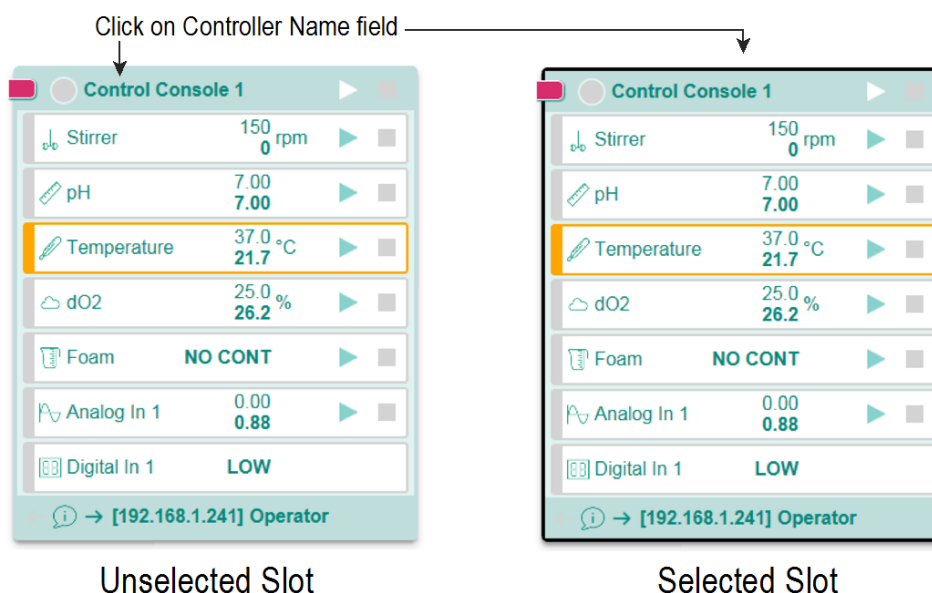 Click on Controller Name field
Control Console 1
Stirrer 150 rpm
0
pH 7.00
7.00
Temperature 37.0 °C
21.7
dO2 25.0 %
26.2
Foam NO CONT
Analog In 1 0.00
0.88
Digital In 1 LOW
→ [192.168.1.241] Operator
Unselected Slot
Control Console 1
Stirrer 150 rpm
0
pH 7.00
7.00
Temperature 37.0 °C
21.7
dO2 25.0 %
26.2
Foam NO CONT
Analog In 1 0.00
0.88
Digital In 1 LOW
→ [192.168.1.241] Operator
Selected Slot